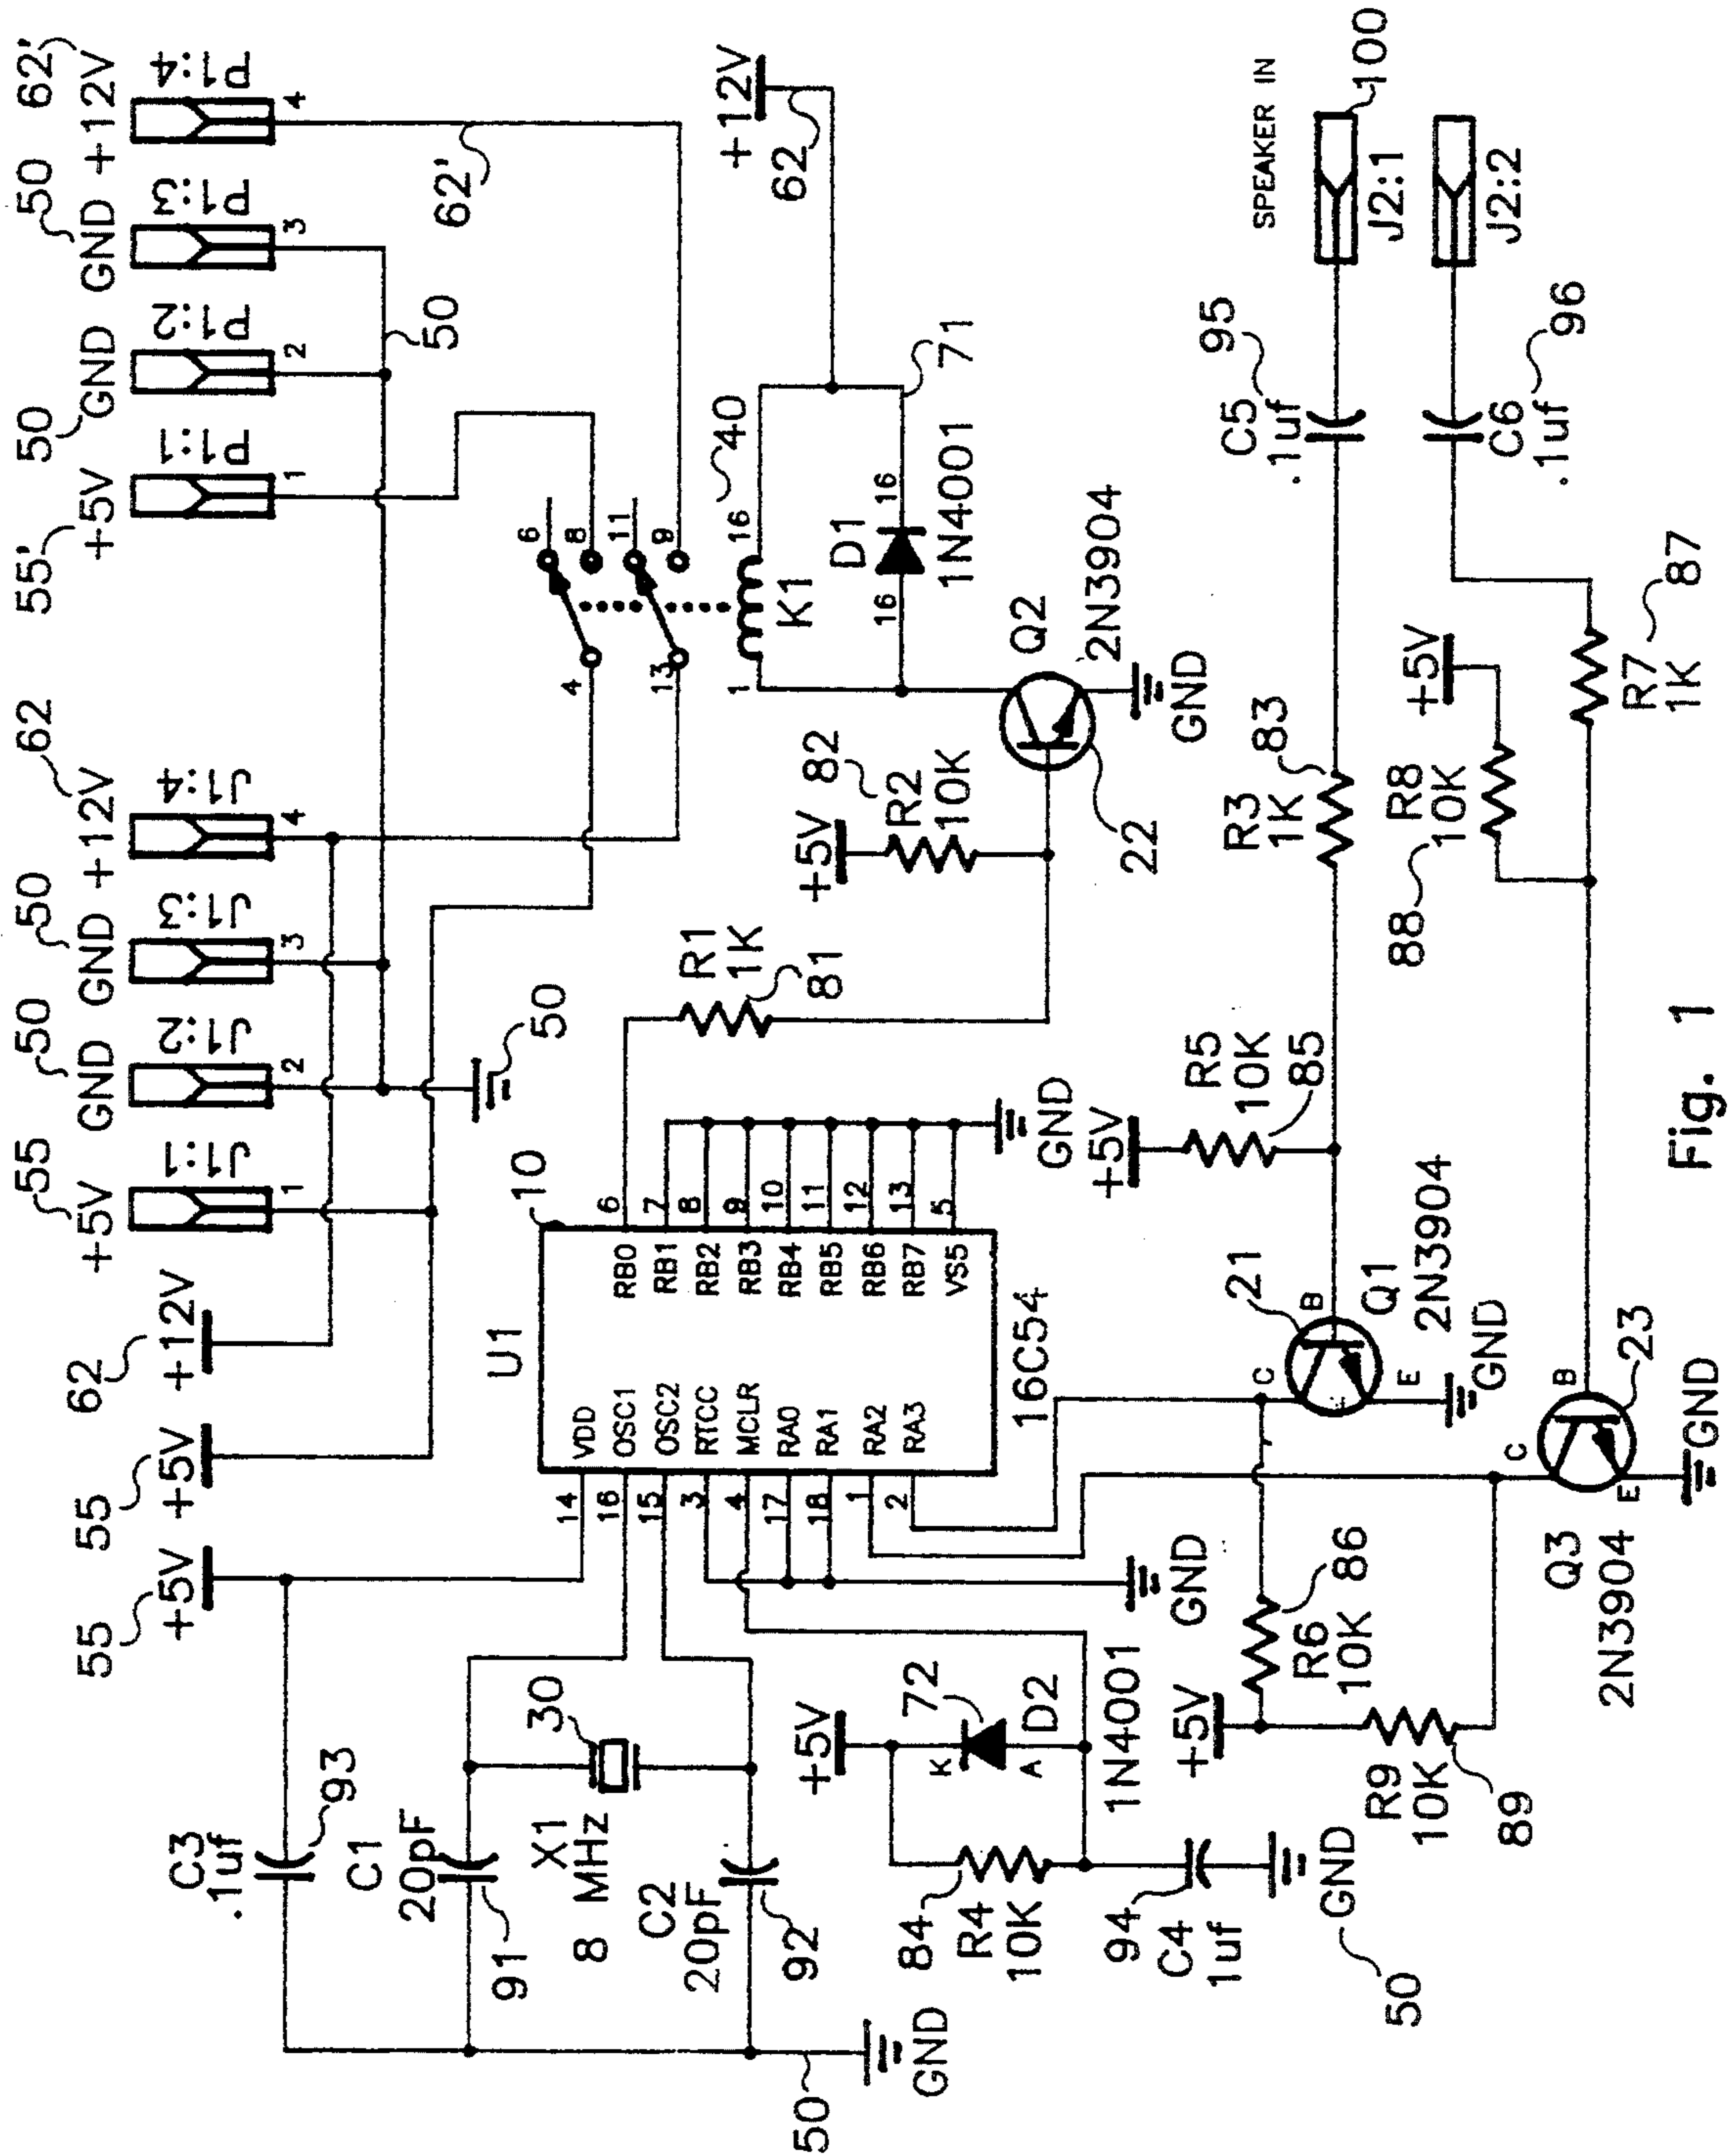 62'
+12V
P1:4
4
50
GND
P1:3
3
50
GND
P1:2
2
55'
+5V
P1:1
1
62
+12V
J1:4
4
50
GND
J1:3
3
50
GND
J1:2
2
55
+5V
J1:1
1
62
+12V
55
+5V
55
+5V
62'
50
50
+12V
62
6
8
11
9
4
13
40
16
1
K1
D1
16
16
1N4001
71
Q2
2N3904
GND
22
82
R2
10K
+5V
R1
1K
81
10
U1
16C54
VDD
OSC1
OSC2
RTCC
MCLR
RA0
RA1
RA2
RA3
14
16
15
3
4
17
18
1
2
RB0
RB1
RB2
RB3
RB4
RB5
RB6
RB7
VS5
6
7
8
9
10
11
12
13
5
GND
GND
C3
.1uf
93
C1
20pF
91
X1
8 MHz
30
C2
20pF
92
50
GND
+5V
72
K
A
D2
1N4001
84
R4
10K
94
C4
1uf
GND
50
+5V
R6
10K
86
R9
10K
89
+5V
R5
10K
85
21
C
B
E
Q1
2N3904
GND
C
B
E
Q3
2N3904
23
GND
R3
1K
83
C5
.1uf
95
SPEAKER IN
100
J2:1
J2:2
C6
.1uf
96
+5V
R8
10K
88
R7
1K
87
Fig. 1